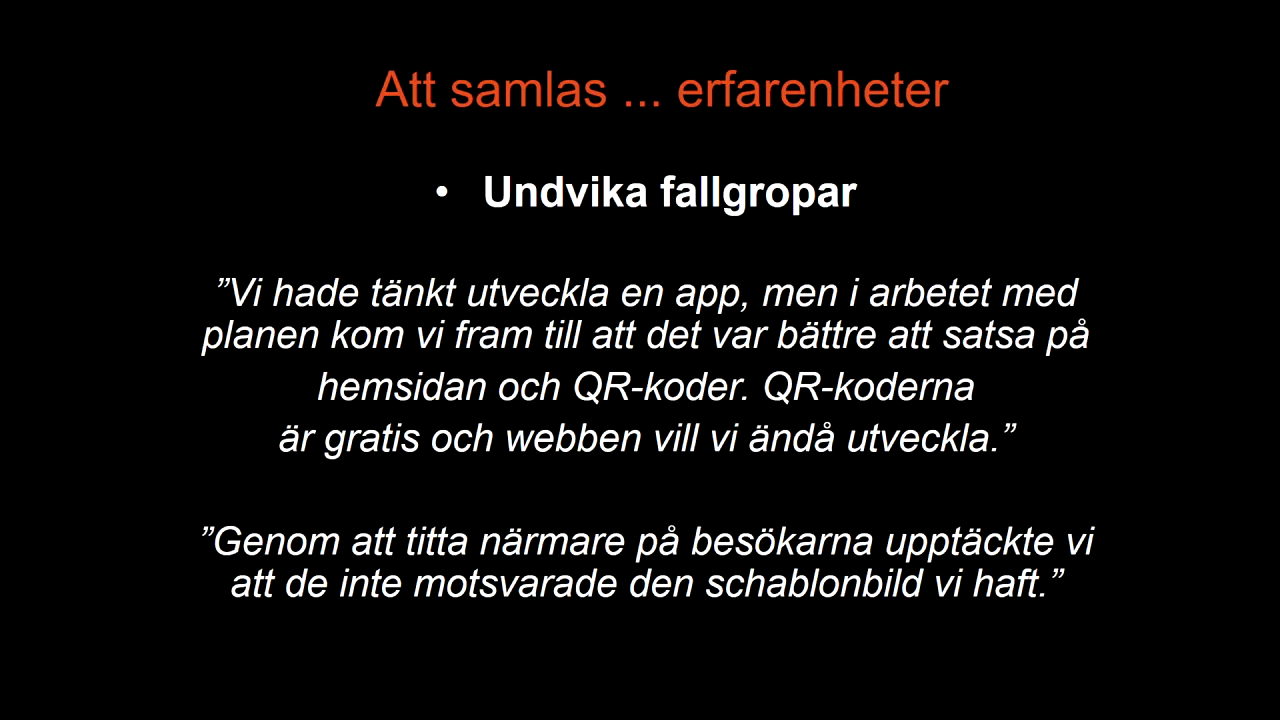 Att samlas ... erfarenheter
• Undvika fallgropar
”Vi hade tänkt utveckla en app, men i arbetet med
planen kom vi fram till att det var bättre att satsa på
hemsidan och QR-koder. QR-koderna
är gratis och webben vill vi ändå utveckla.”
”Genom att titta närmare på besökarna upptäckte vi
att de inte motsvarade den schablonbild vi haft.”